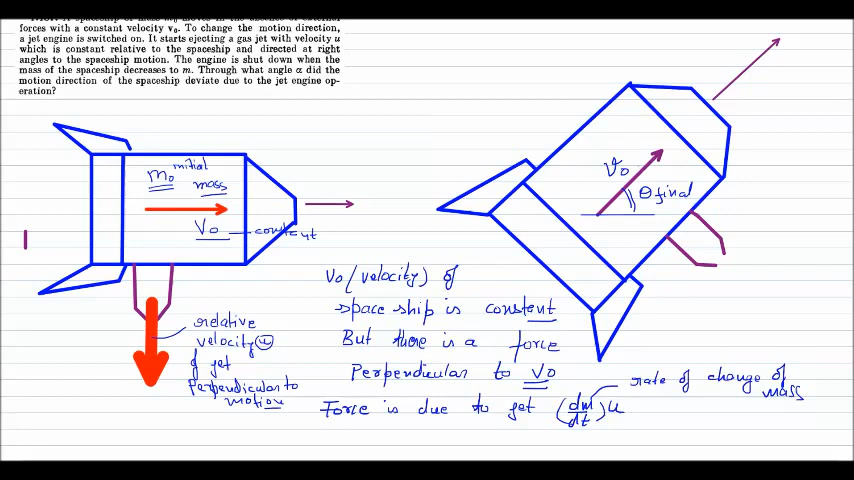 forces with a constant velocity v₀. To change the motion direction,
a jet engine is switched on. It starts ejecting a gas jet with velocity u
which is constant relative to the spaceship and directed at right
angles to the spaceship motion. The engine is shut down when the
mass of the spaceship decreases to m. Through what angle α did the
motion direction of the spaceship deviate due to the jet engine op-
eration?
m₀ initial
mass
V₀ — constant
relative
velocity u
of jet
perpendicular to
motion
V₀
θ final
V₀ (velocity) of
space ship is constant
But there is a force
Perpendicular to V₀
rate of change of
mass
Force is due to jet (dm/dt) u